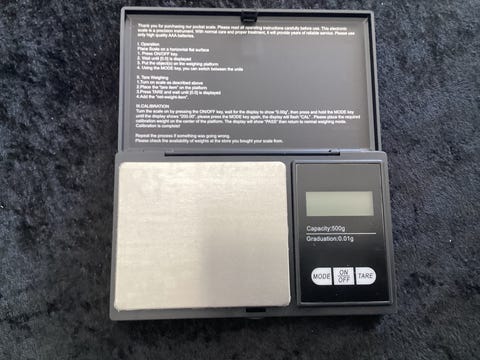 Thank you for purchasing our pocket scale. Please read all operating instructions carefully before use. This electronic
scale is a precision instrument. With normal care and proper treatment, it will provide years of reliable service. Please use
only high quality AAA batteries.
I. Operation
Place Scale on a horizontal flat surface
1. Press ON/OFF key.
2. Wait until [0.0] is displayed
3. Put the object(s) on the weighing platform
4. Using the MODE key, you can switch between the units
II. Tare Weighing
1.Turn on scale as described above
2.Place the "tare item" on the platform
3.Press TARE and wait until [0.0] is displayed
4.Add the "net-weight-item".
III.CALIBRATION
Turn the scale on by pressing the ON/OFF key, wait for the display to show "0.00g", then press and hold the MODE key
until the display shows "200.00", please press the MODE key again, the display will flash "CAL". Please place the required
calibration weight on the center of the platform. The display will show "PASS" then return to normal weighing mode.
Calibration is complete!
Repeat the process if something was going wrong.
Please check the availability of weights at the store you bought your scale from.
Capacity:500g
Graduation:0.01g
MODE
ON
OFF
TARE